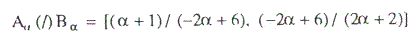 Aα (/) Bα = [(α + 1)/ (-2α + 6), (-2α + 6)/ (2α + 2)]